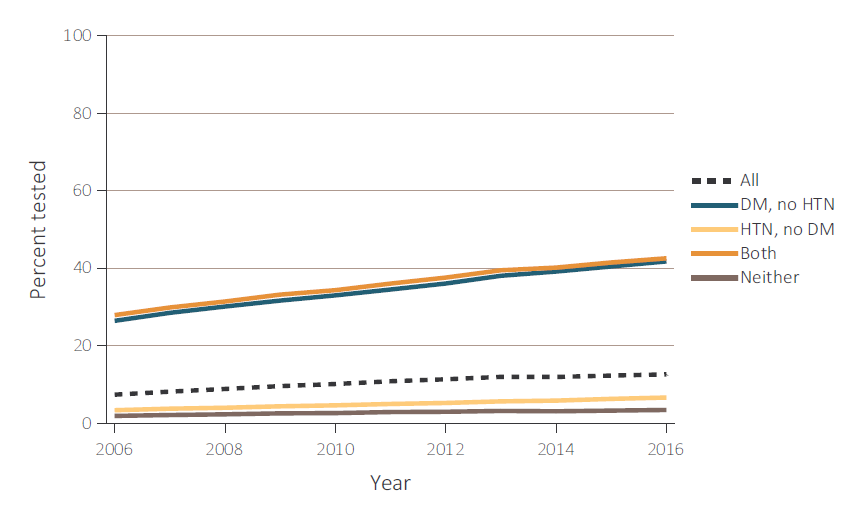 100
80
60
40
20
0
Percent tested
2006 2008 2010 2012 2014 2016
Year
All
DM, no HTN
HTN, no DM
Both
Neither